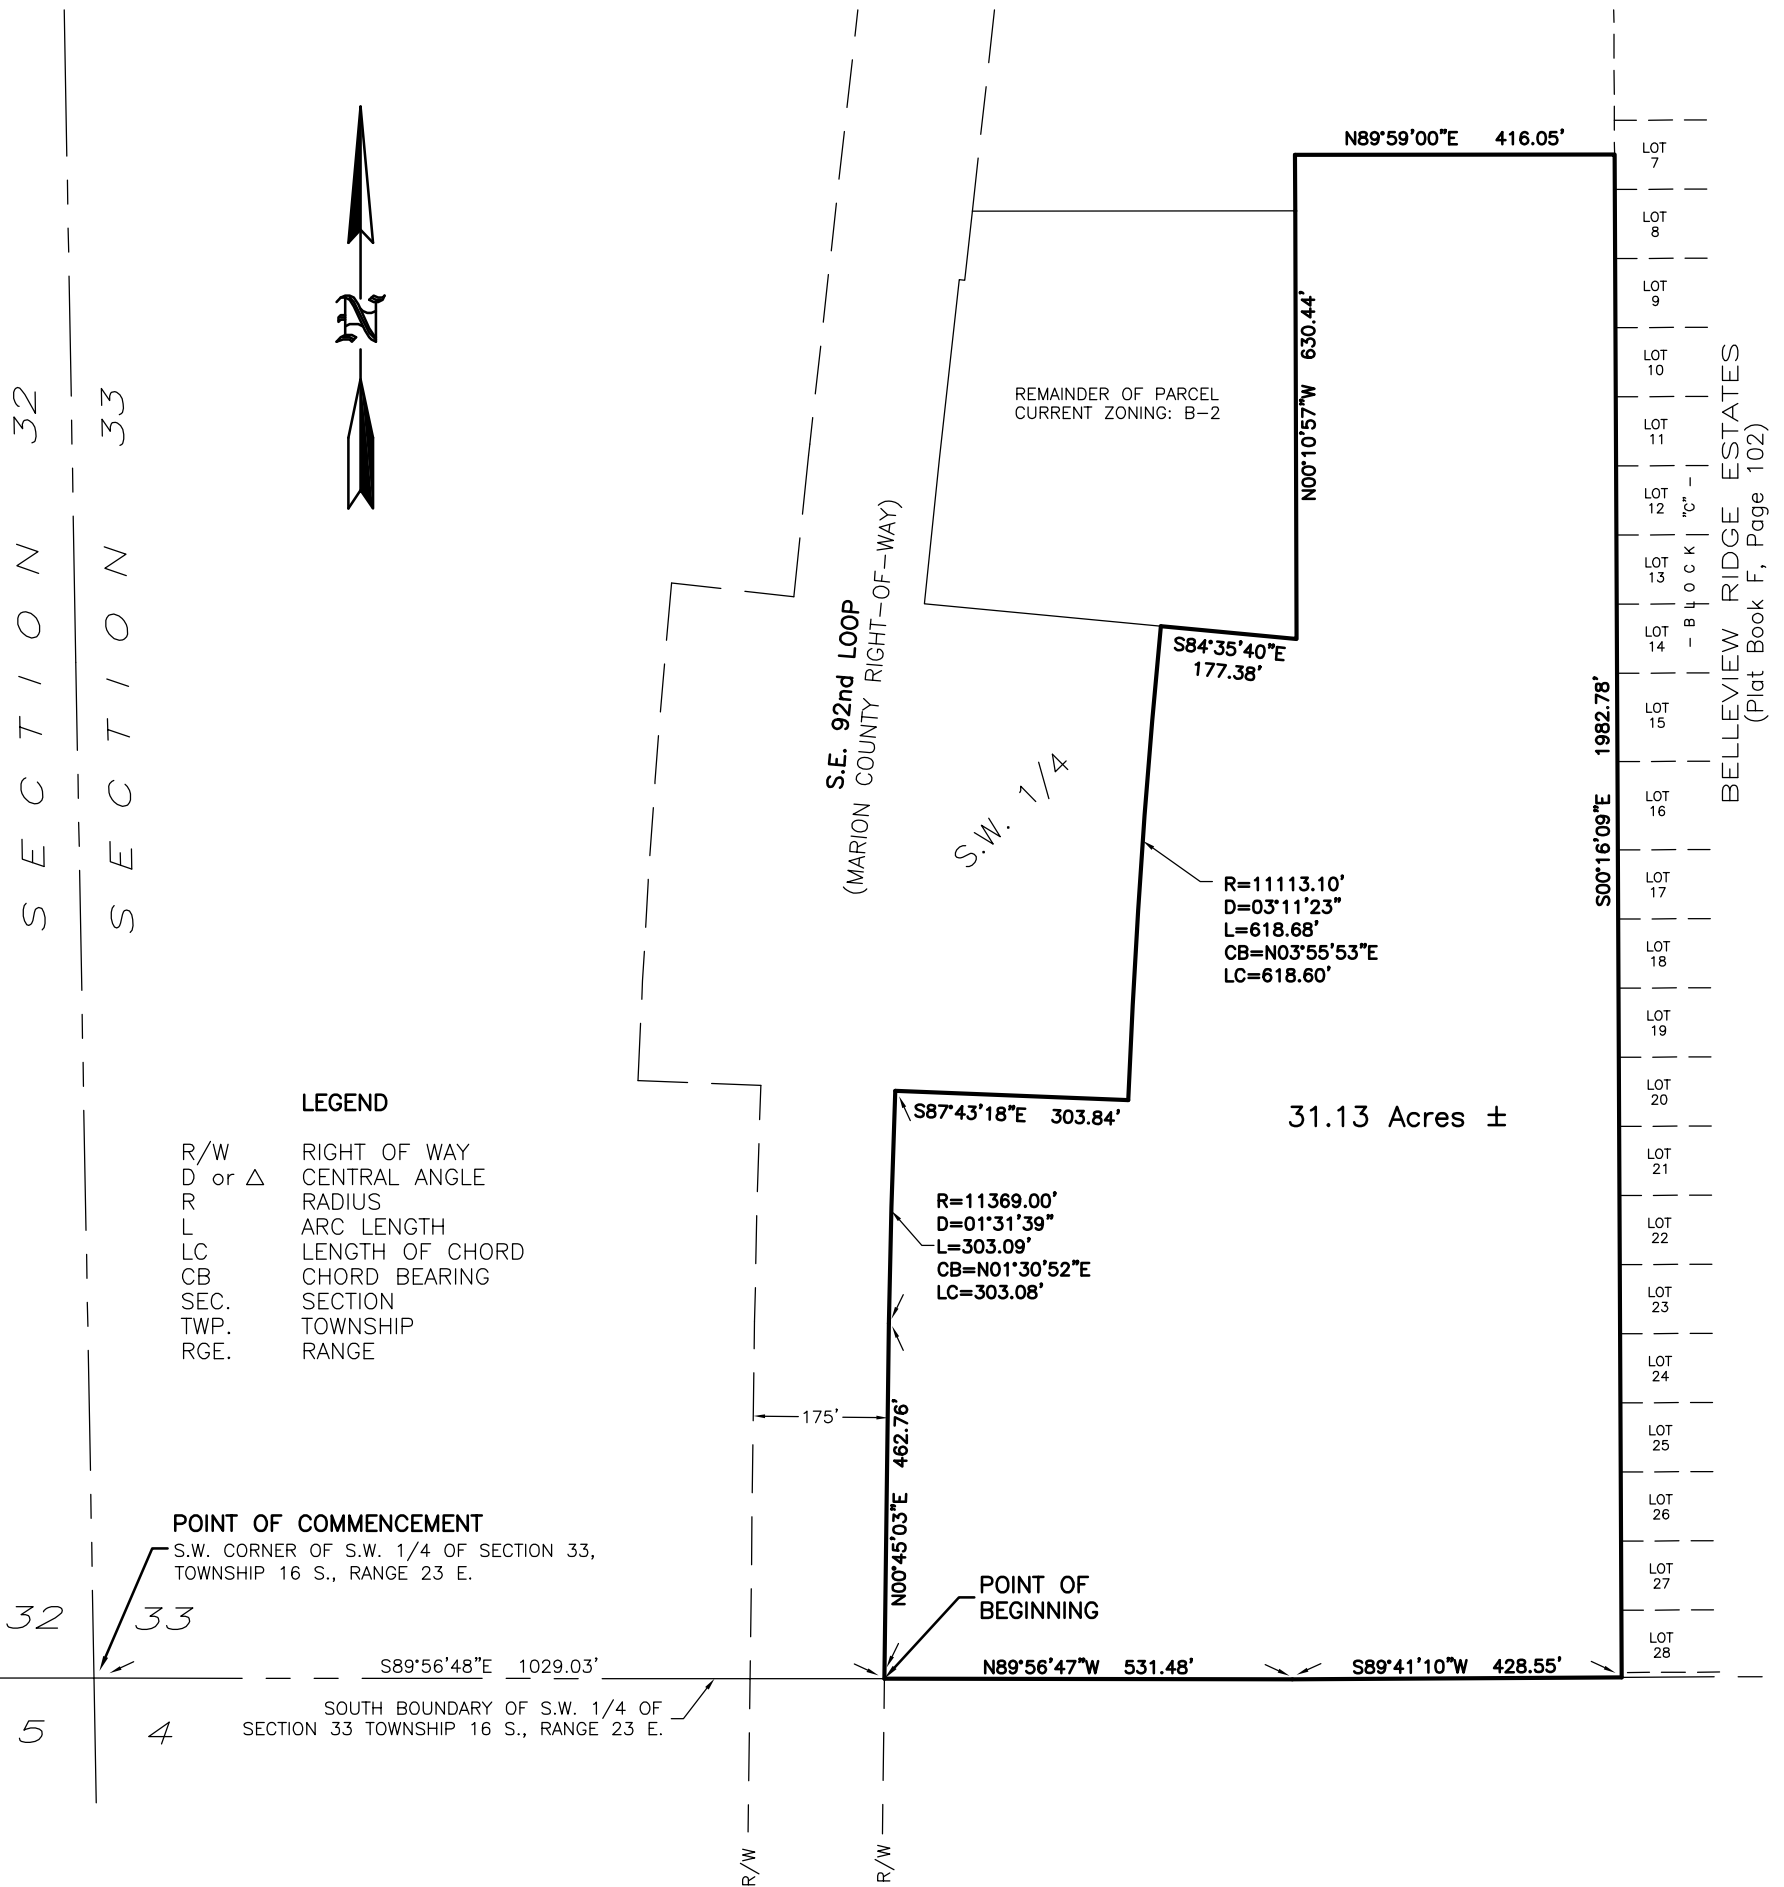 N89°59'00"E 416.05'
LOT
7
LOT
8
LOT
9
LOT
10
LOT
11
LOT
12
LOT
13
LOT
14
LOT
15
LOT
16
LOT
17
LOT
18
LOT
19
LOT
20
LOT
21
LOT
22
LOT
23
LOT
24
LOT
25
LOT
26
LOT
27
LOT
28
- BLOCK "C" -
BELLEVIEW RIDGE ESTATES
(Plat Book F, Page 102)
N
SECTION 32
SECTION 33
REMAINDER OF PARCEL
CURRENT ZONING: B-2
N00°10'57"W 630.44'
S84°35'40"E
177.38'
S.E. 92nd LOOP
(MARION COUNTY RIGHT-OF-WAY)
S.W. 1/4
S00°16'09"E 1982.78'
R=11113.10'
D=03°11'23"
L=618.68'
CB=N03°55'53"E
LC=618.60'
S87°43'18"E 303.84'
31.13 Acres ±
R=11369.00'
D=01°31'39"
L=303.09'
CB=N01°30'52"E
LC=303.08'
LEGEND
R/W RIGHT OF WAY
D or △ CENTRAL ANGLE
R RADIUS
L ARC LENGTH
LC LENGTH OF CHORD
CB CHORD BEARING
SEC. SECTION
TWP. TOWNSHIP
RGE. RANGE
175'
N00°45'03"E 462.76'
POINT OF COMMENCEMENT
S.W. CORNER OF S.W. 1/4 OF SECTION 33,
TOWNSHIP 16 S., RANGE 23 E.
POINT OF
BEGINNING
32 33
S89°56'48"E 1029.03'
N89°56'47"W 531.48'
S89°41'10"W 428.55'
SOUTH BOUNDARY OF S.W. 1/4 OF
SECTION 33 TOWNSHIP 16 S., RANGE 23 E.
5 4
R/W
R/W